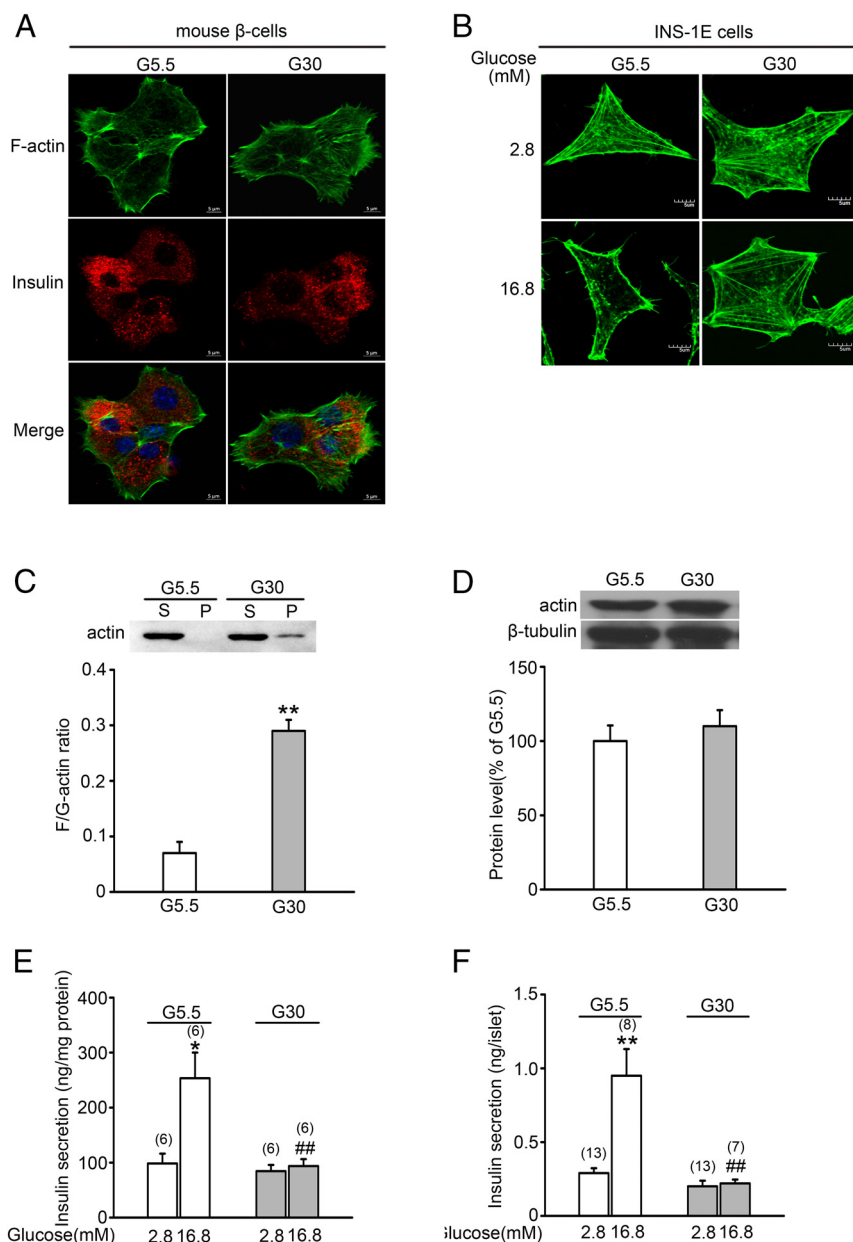 A
mouse β-cells
G5.5 G30
F-actin
5 μm 5 μm
Insulin
5 μm 5 μm
Merge
5 μm 5 μm
B
INS-1E cells
Glucose
(mM)
G5.5 G30
2.8
5um 5um
16.8
5um 5um
C
G5.5 G30
S P S P
actin
F/G-actin ratio
0.4
**
0.3
0.2
0.1
0
G5.5 G30
D
G5.5 G30
actin
β-tubulin
Protein level(% of G5.5)
150
100
50
0
G5.5 G30
E
Insulin secretion (ng/mg protein)
400
G5.5 G30
(6)
*
300
200
(6) (6) (6)
##
100
0
Glucose(mM) 2.8 16.8 2.8 16.8
F
Insulin secretion (ng/islet)
1.5
G5.5 G30
(8)
**
1.0
0.5
(13) (13) (7)
##
0
Glucose(mM) 2.8 16.8 2.8 16.8